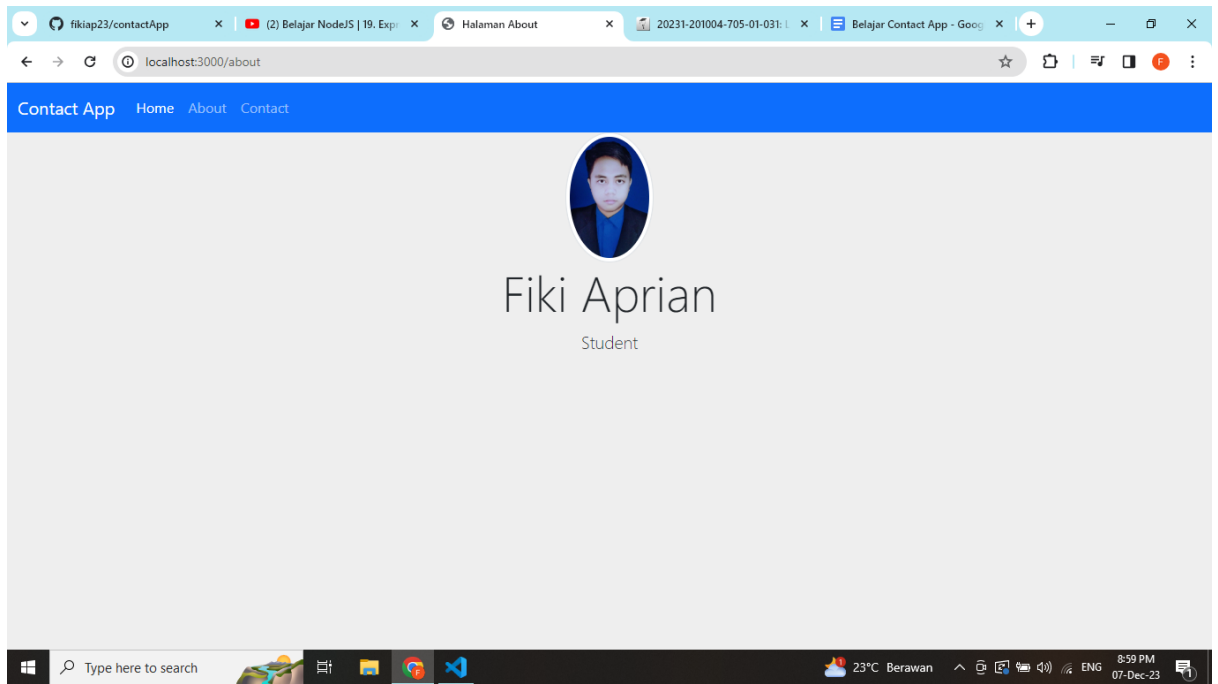 fikiap23/contactApp
(2) Belajar NodeJS | 19. Expr
Halaman About
20231-201004-705-01-031: L
Belajar Contact App - Goog
localhost:3000/about
F
Contact App Home About Contact
Fiki Aprian
Student
Type here to search
23°C Berawan
ENG
8:59 PM
07-Dec-23
1